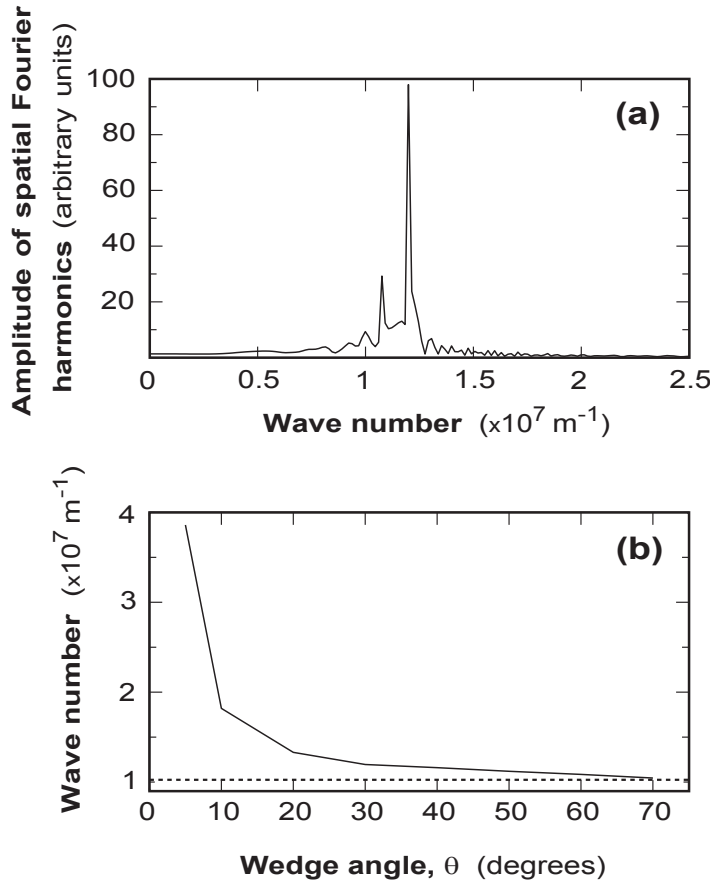 Amplitude of spatial Fourier
harmonics (arbitrary units)
100
80
60
40
20
(a)
0 0.5 1 1.5 2 2.5
Wave number (x10⁷ m⁻¹)
Wave number (x10⁷ m⁻¹)
4
3
2
1
(b)
0 10 20 30 40 50 60 70
Wedge angle, θ (degrees)